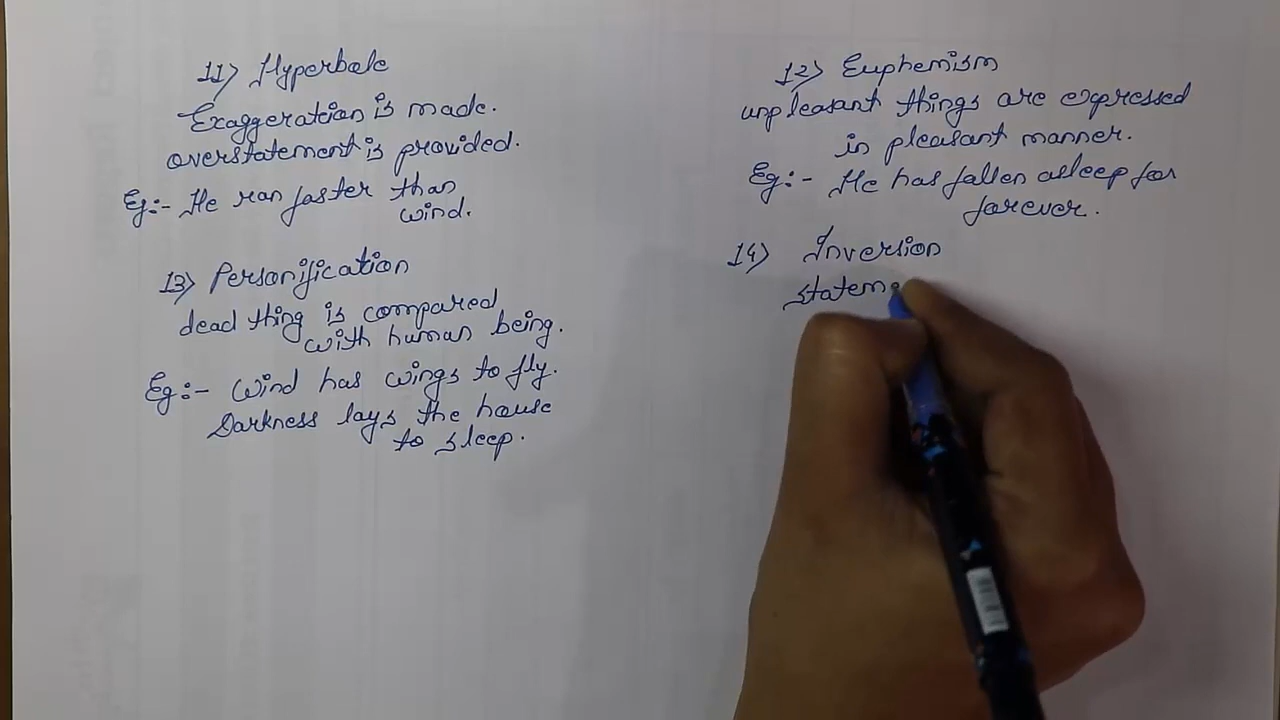 11) Hyperbole
Exaggeration is made.
overstatement is provided.
Eg:- He ran faster than
wind.
13) Personification
dead thing is compared
with human being.
Eg:- Wind has wings to fly.
Darkness lays the house
to sleep.
12) Euphemism
unpleasant things are expressed
in pleasant manner.
Eg:- He has fallen asleep for
forever.
14) Inversion
statem